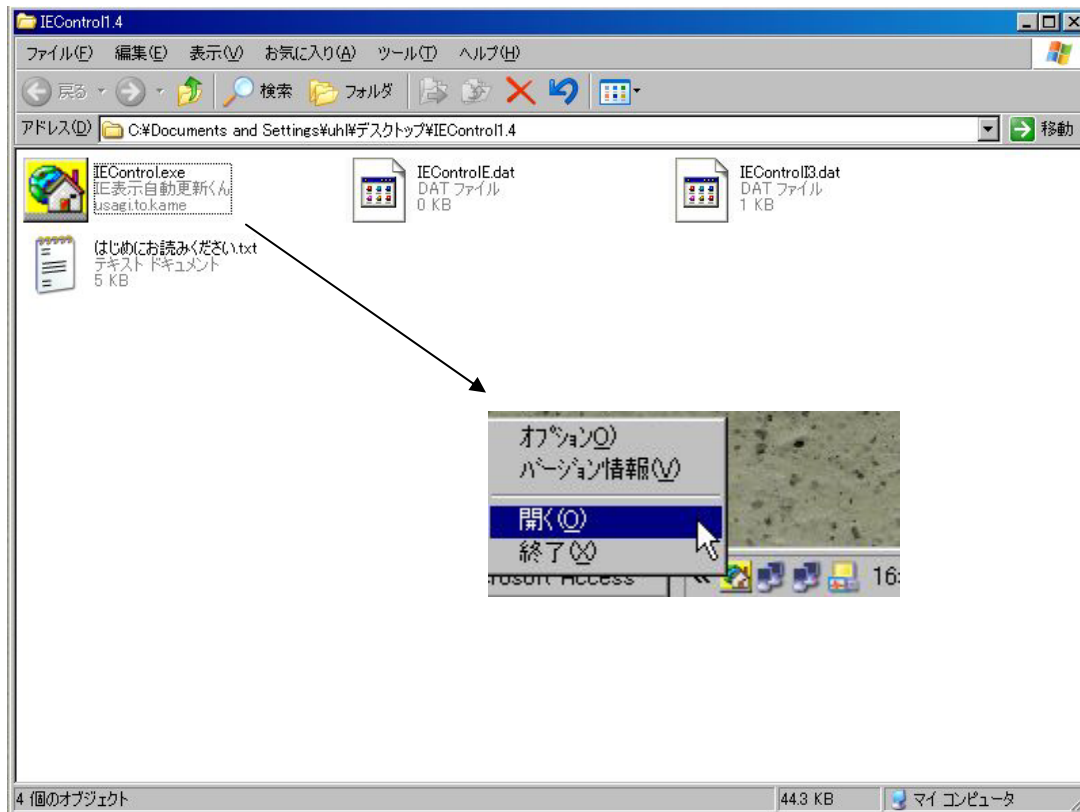 IEControl1.4
ファイル(F) 編集(E) 表示(V) お気に入り(A) ツール(T) ヘルプ(H)
戻る 検索 フォルダ
アドレス(D) C:¥Documents and Settings¥uhl¥デスクトップ¥IEControl1.4 移動
IEControl.exe
IE表示自動更新くん
usagi.to.kame
IEControlE.dat
DAT ファイル
0 KB
IEControlI3.dat
DAT ファイル
1 KB
はじめにお読みください.txt
テキスト ドキュメント
5 KB
オプション(O)
バージョン情報(V)
開く(O)
終了(X)
Access
16:
4 個のオブジェクト 44.3 KB マイ コンピュータ